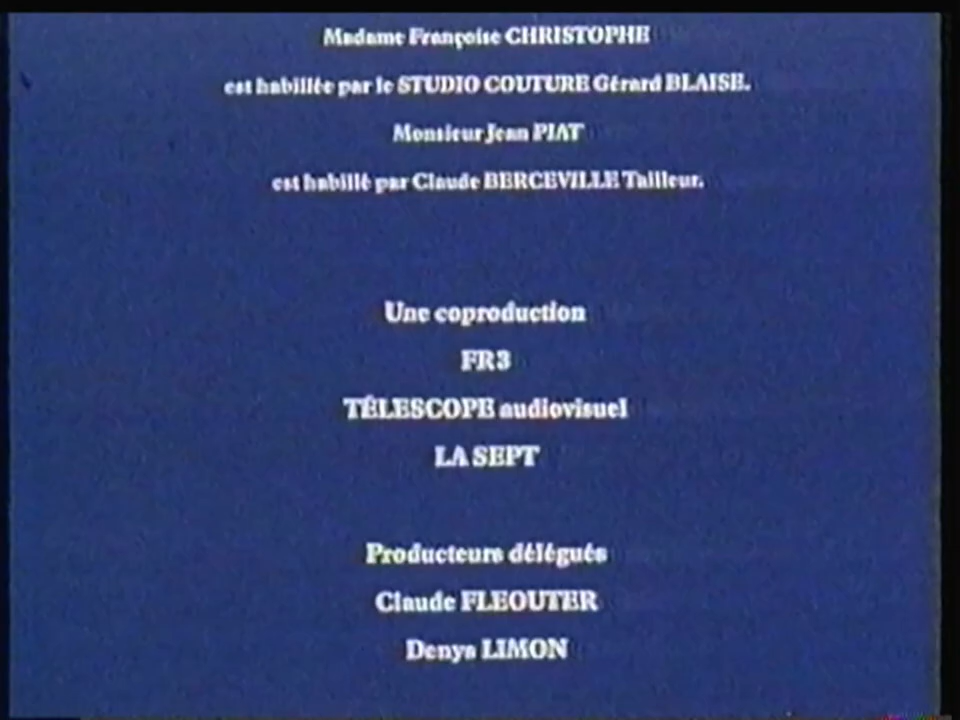 Madame Françoise CHRISTOPHE
est habillée par le STUDIO COUTURE Gérard BLAISE.
Monsieur Jean PIAT
est habillé par Claude BERCEVILLE Tailleur.
Une coproduction
FR3
TÉLESCOPE audiovisuel
LA SEPT
Producteurs délégués
Claude FLEOUTER
Denys LIMON